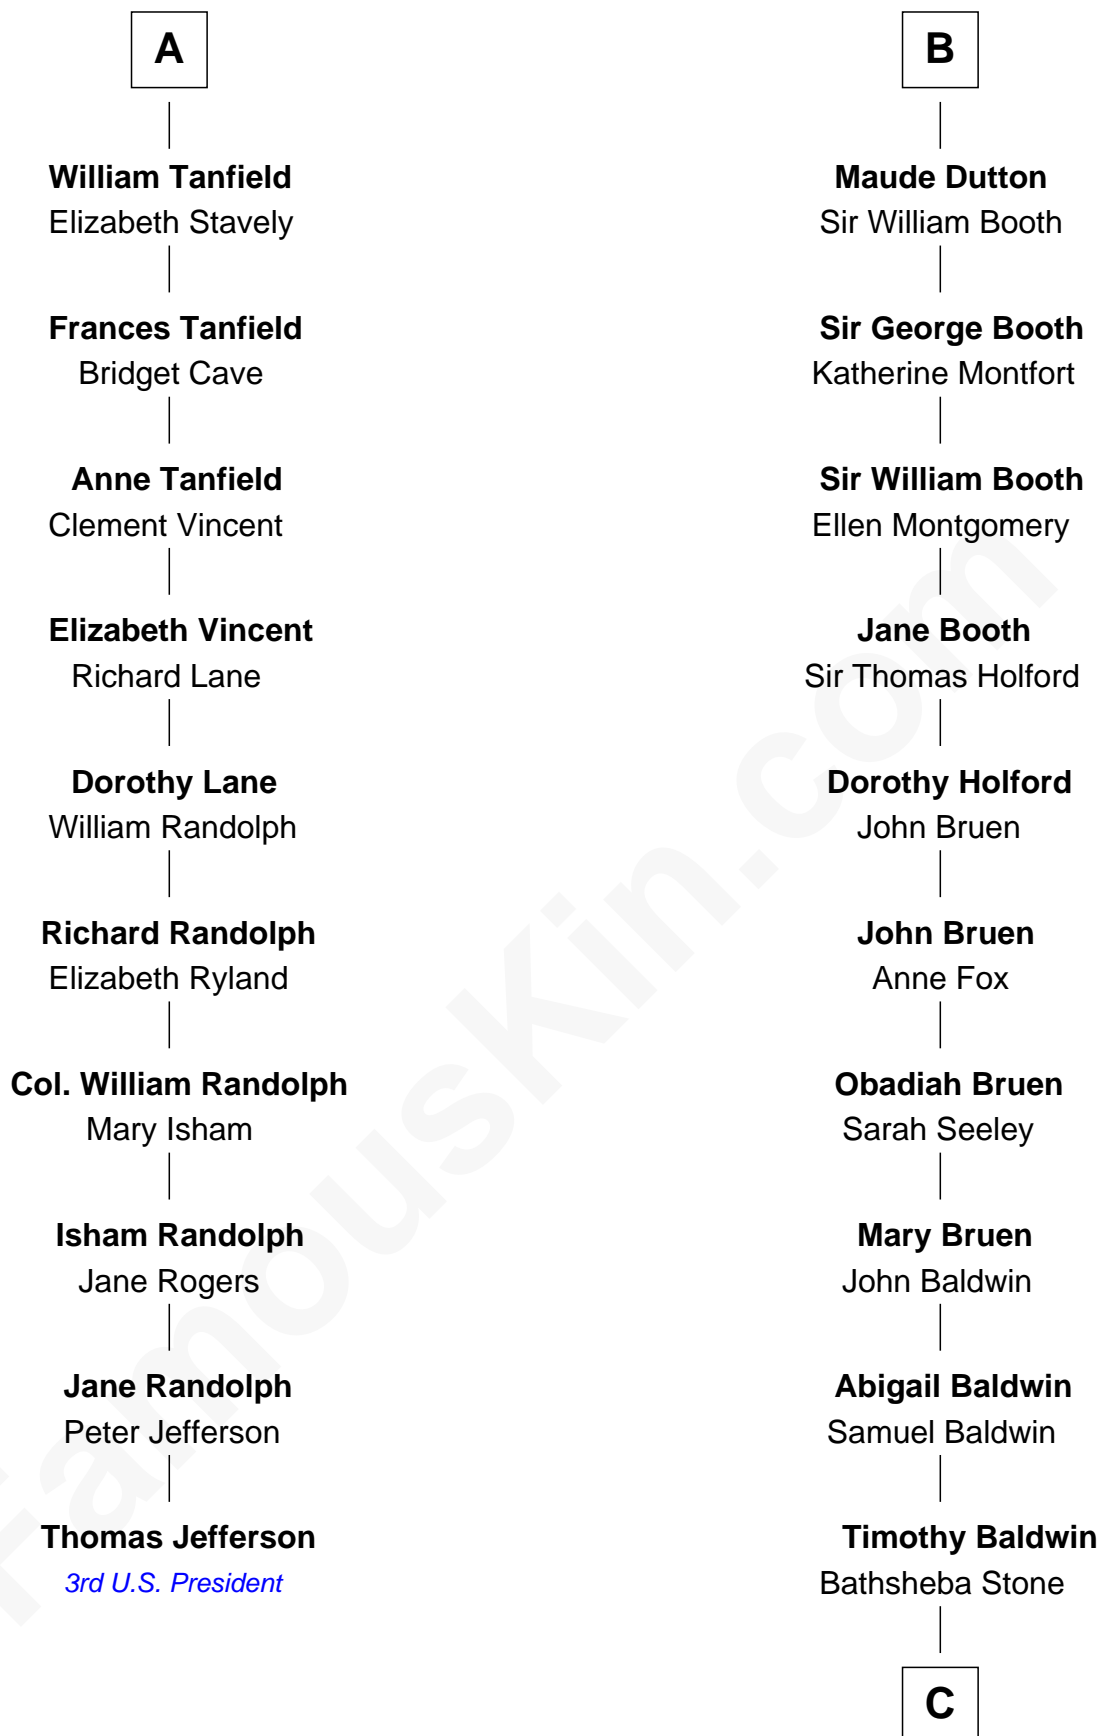 A
William Tanfield
Elizabeth Stavely
Frances Tanfield
Bridget Cave
Anne Tanfield
Clement Vincent
Elizabeth Vincent
Richard Lane
Dorothy Lane
William Randolph
Richard Randolph
Elizabeth Ryland
Col. William Randolph
Mary Isham
Isham Randolph
Jane Rogers
Jane Randolph
Peter Jefferson
Thomas Jefferson
3rd U.S. President
B
Maude Dutton
Sir William Booth
Sir George Booth
Katherine Montfort
Sir William Booth
Ellen Montgomery
Jane Booth
Sir Thomas Holford
Dorothy Holford
John Bruen
John Bruen
Anne Fox
Obadiah Bruen
Sarah Seeley
Mary Bruen
John Baldwin
Abigail Baldwin
Samuel Baldwin
Timothy Baldwin
Bathsheba Stone
C
FamousKin.com